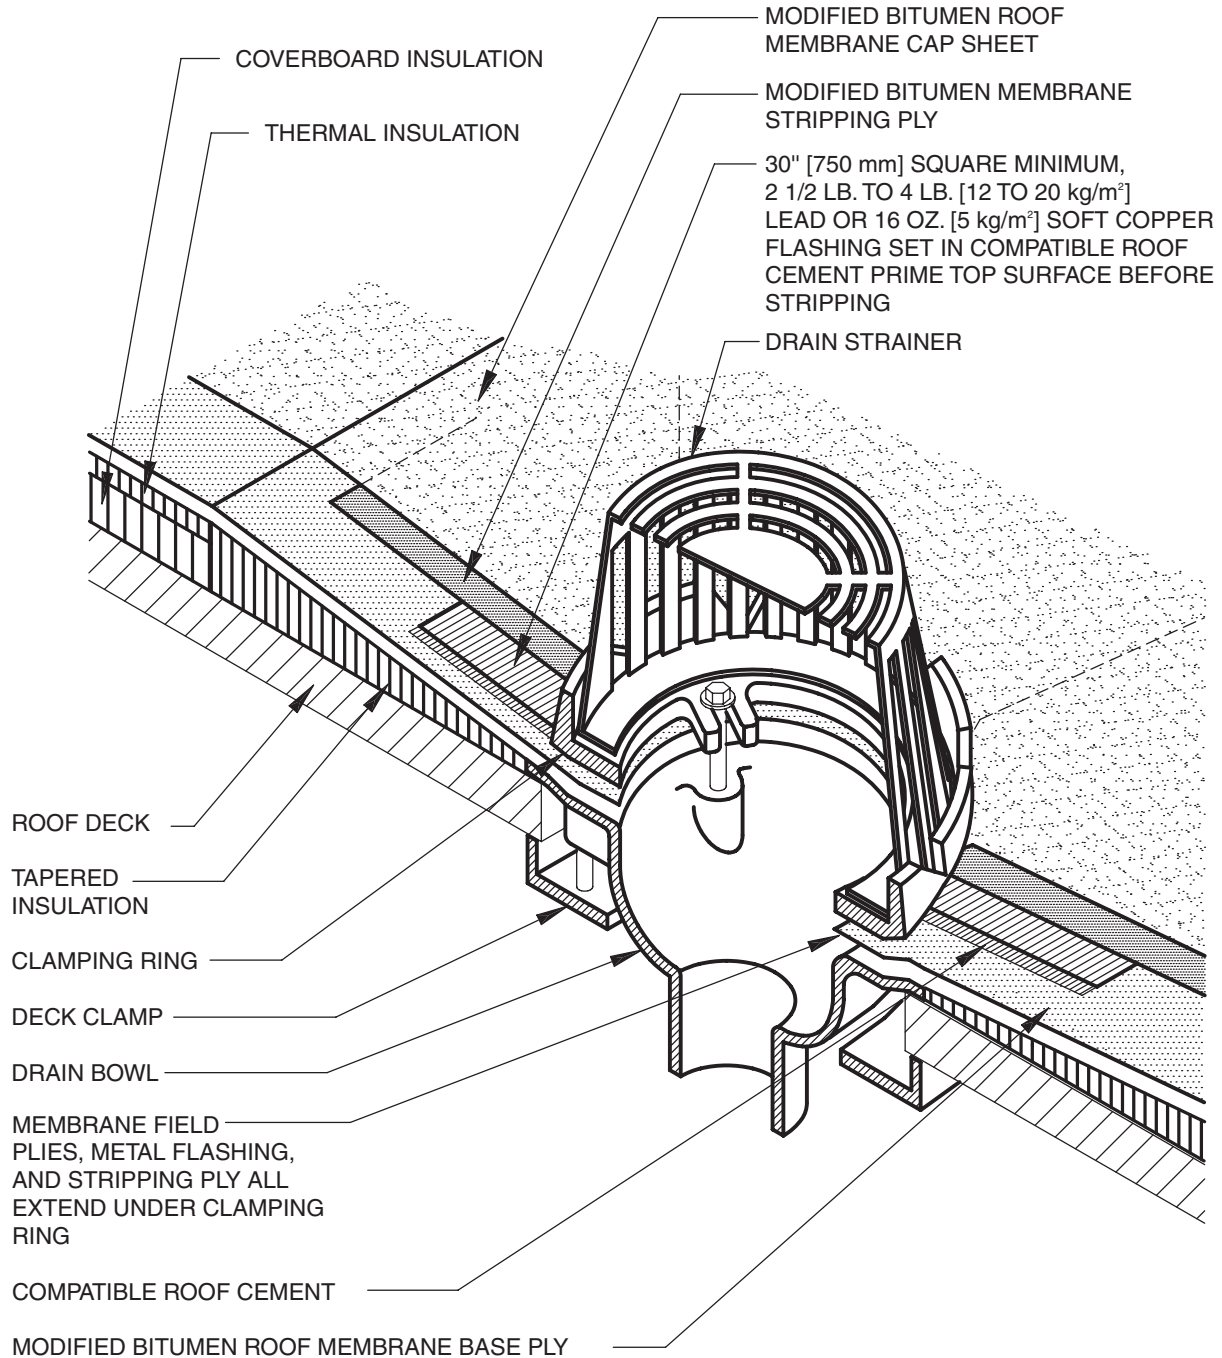 MODIFIED BITUMEN ROOF
MEMBRANE CAP SHEET
COVERBOARD INSULATION
MODIFIED BITUMEN MEMBRANE
STRIPPING PLY
THERMAL INSULATION
30" [750 mm] SQUARE MINIMUM,
2 1/2 LB. TO 4 LB. [12 TO 20 kg/m²]
LEAD OR 16 OZ. [5 kg/m²] SOFT COPPER
FLASHING SET IN COMPATIBLE ROOF
CEMENT PRIME TOP SURFACE BEFORE
STRIPPING
DRAIN STRAINER
ROOF DECK
TAPERED
INSULATION
CLAMPING RING
DECK CLAMP
DRAIN BOWL
MEMBRANE FIELD
PLIES, METAL FLASHING,
AND STRIPPING PLY ALL
EXTEND UNDER CLAMPING
RING
COMPATIBLE ROOF CEMENT
MODIFIED BITUMEN ROOF MEMBRANE BASE PLY